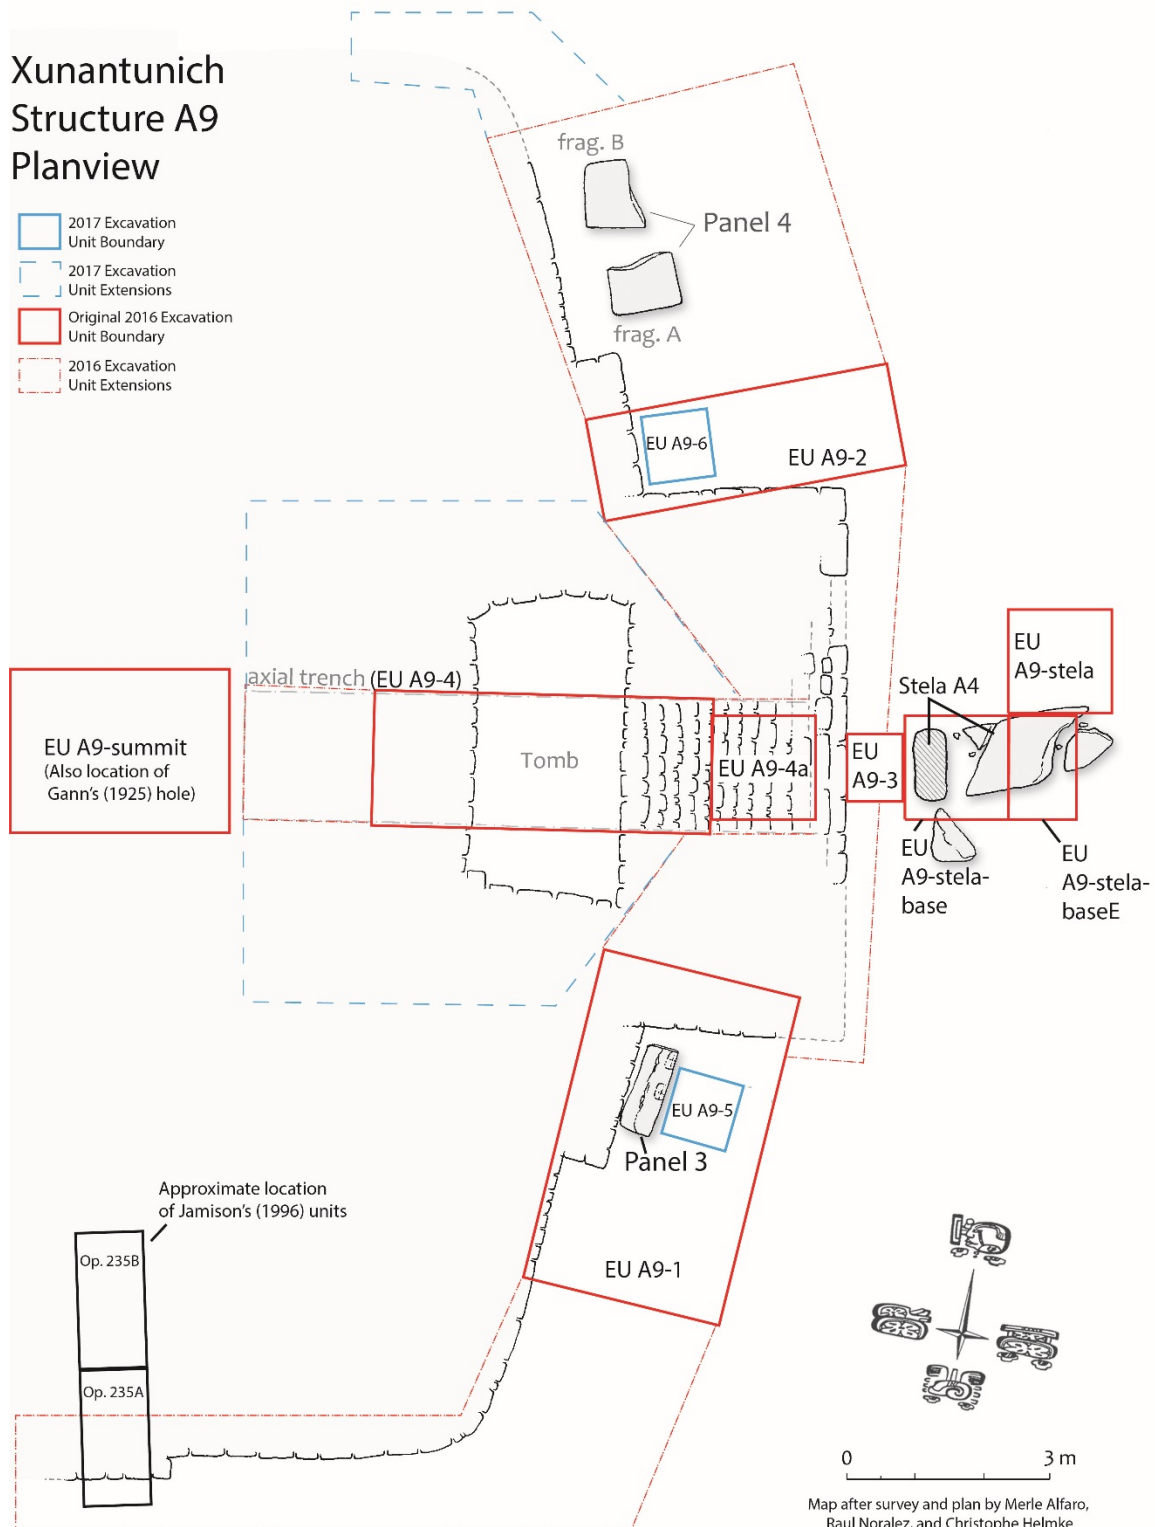 Xunantunich
Structure A9
Planview
2017 Excavation
Unit Boundary
2017 Excavation
Unit Extensions
Original 2016 Excavation
Unit Boundary
2016 Excavation
Unit Extensions
frag. B
Panel 4
frag. A
EU A9-6
EU A9-2
axial trench (EU A9-4)
EU A9-summit
(Also location of
Gann's (1925) hole)
Tomb
EU A9-4a
EU
A9-3
Stela A4
EU
A9-stela
EU
A9-stela-
base
EU
A9-stela-
baseE
EU A9-5
Panel 3
EU A9-1
Approximate location
of Jamison's (1996) units
Op. 235B
Op. 235A
0 3 m
Map after survey and plan by Merle Alfaro,
Raul Noralez, and Christophe Helmke